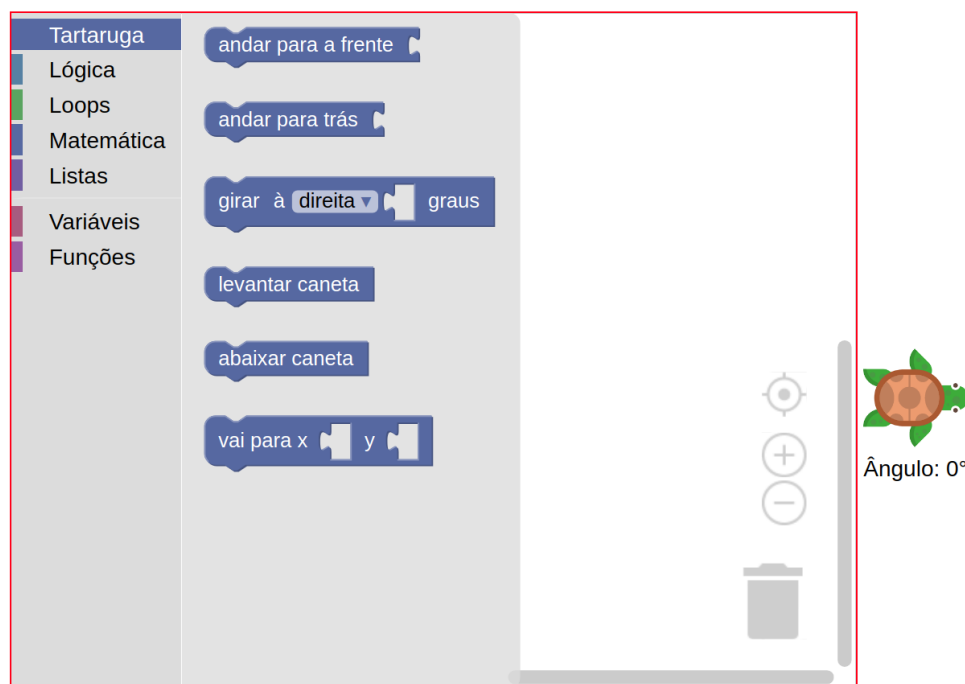 Tartaruga
Lógica
Loops
Matemática
Listas
Variáveis
Funções
andar para a frente
andar para trás
girar à direita ▾ graus
levantar caneta
abaixar caneta
vai para x y
Ângulo: 0°